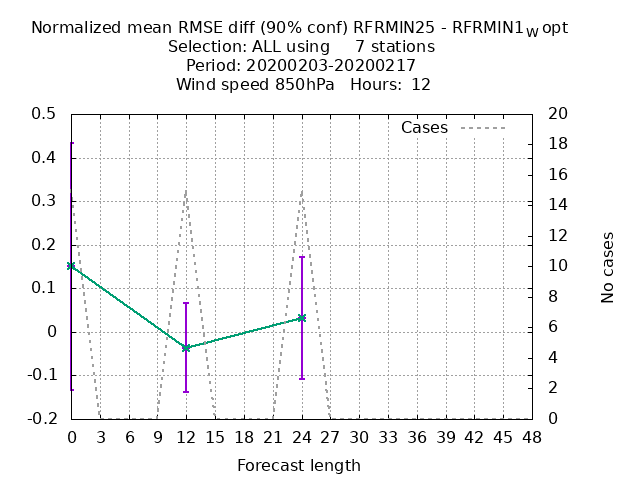 Normalized mean RMSE diff (90% conf) RFRMIN25 - RFRMIN1wopt
Selection: ALL using 7 stations
Period: 20200203-20200217
Wind speed 850hPa Hours: 12
Cases
0.5
0.4
0.3
0.2
0.1
0
-0.1
-0.2
20
18
16
14
12
10
8
6
4
2
0
No cases
0 3 6 9 12 15 18 21 24 27 30 33 36 39 42 45 48
Forecast length